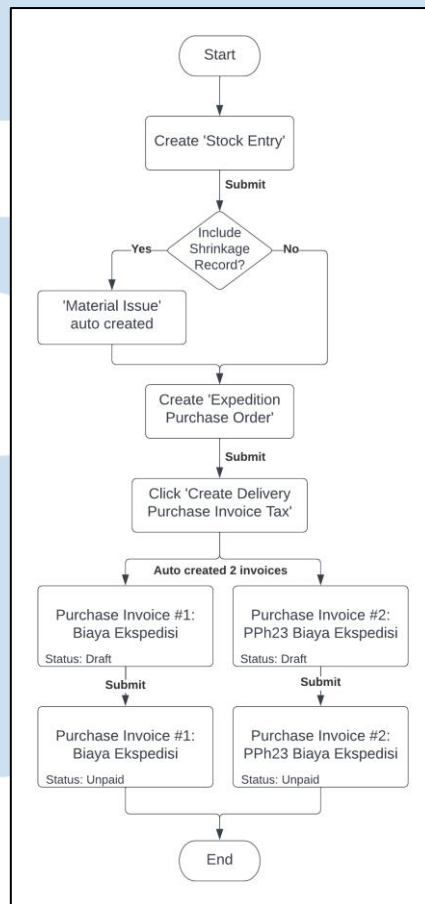 Start
Create 'Stock Entry'
Submit
Include
Shrinkage
Record?
Yes
No
'Material Issue'
auto created
Create 'Expedition
Purchase Order'
Submit
Click 'Create Delivery
Purchase Invoice Tax'
Auto created 2 invoices
Purchase Invoice #1:
Biaya Ekspedisi
Status: Draft
Purchase Invoice #2:
PPh23 Biaya Ekspedisi
Status: Draft
Submit
Submit
Purchase Invoice #1:
Biaya Ekspedisi
Status: Unpaid
Purchase Invoice #2:
PPh23 Biaya Ekspedisi
Status: Unpaid
End